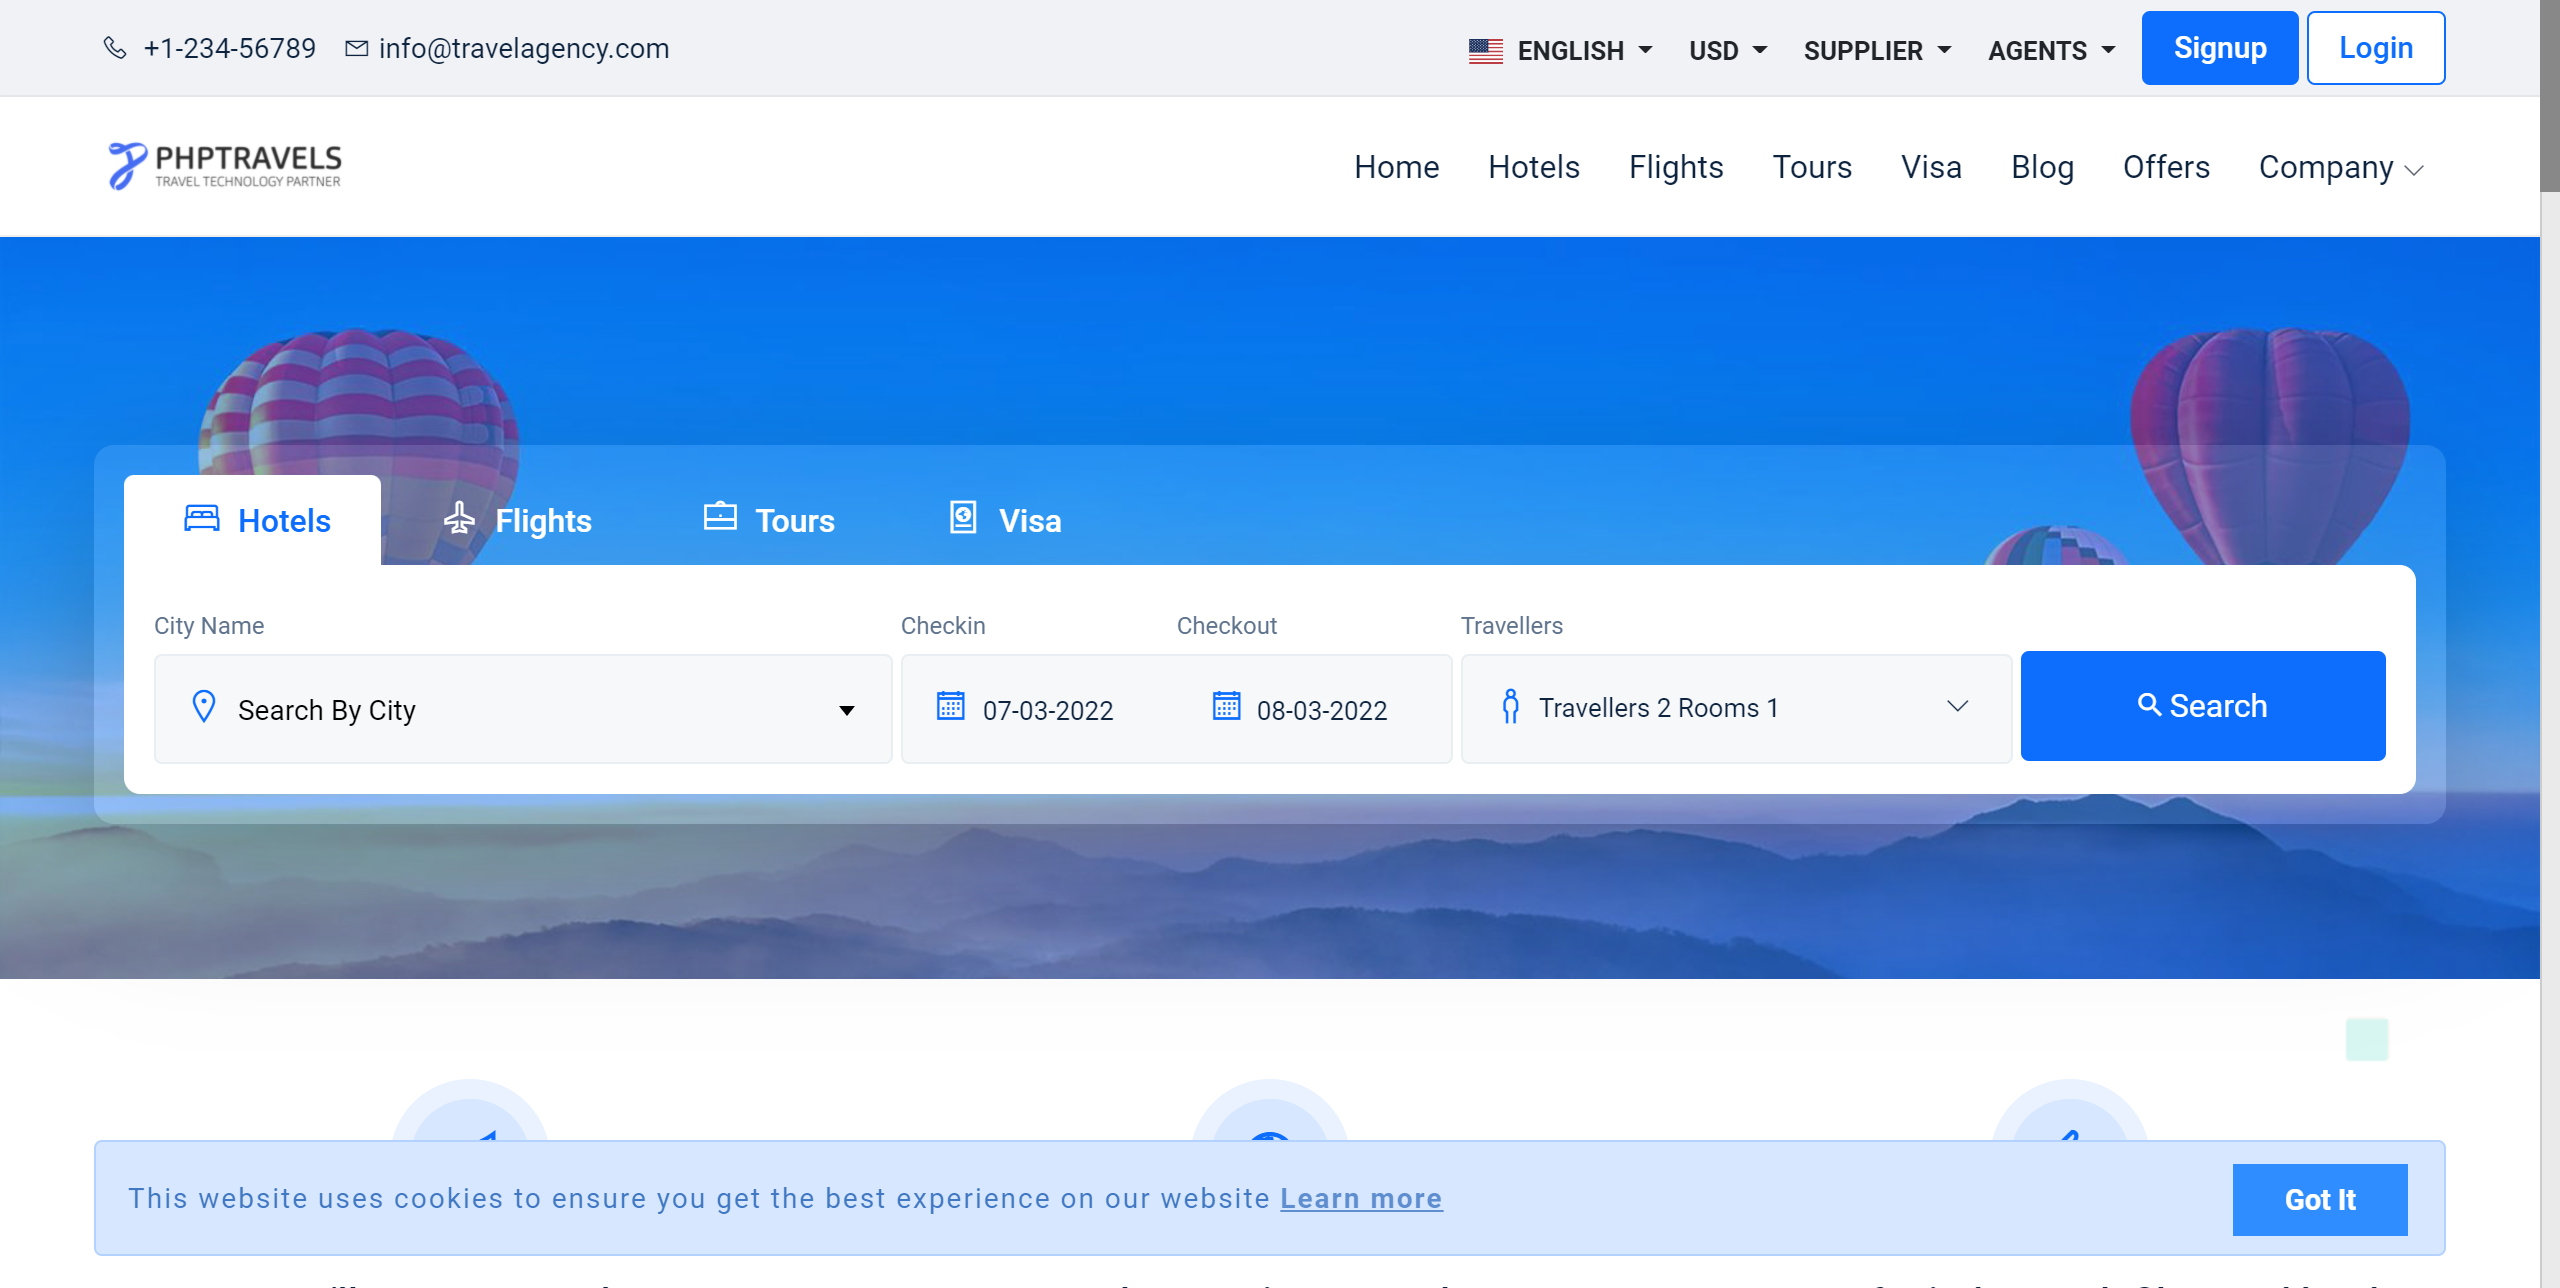 +1-234-56789 info@travelagency.com ENGLISH USD SUPPLIER AGENTS Signup Login
PHPTRAVELS
TRAVEL TECHNOLOGY PARTNER
Home Hotels Flights Tours Visa Blog Offers Company
Hotels Flights Tours Visa
City Name Checkin Checkout Travellers
Search By City 07-03-2022 08-03-2022 Travellers 2 Rooms 1 Search
This website uses cookies to ensure you get the best experience on our website Learn more Got It